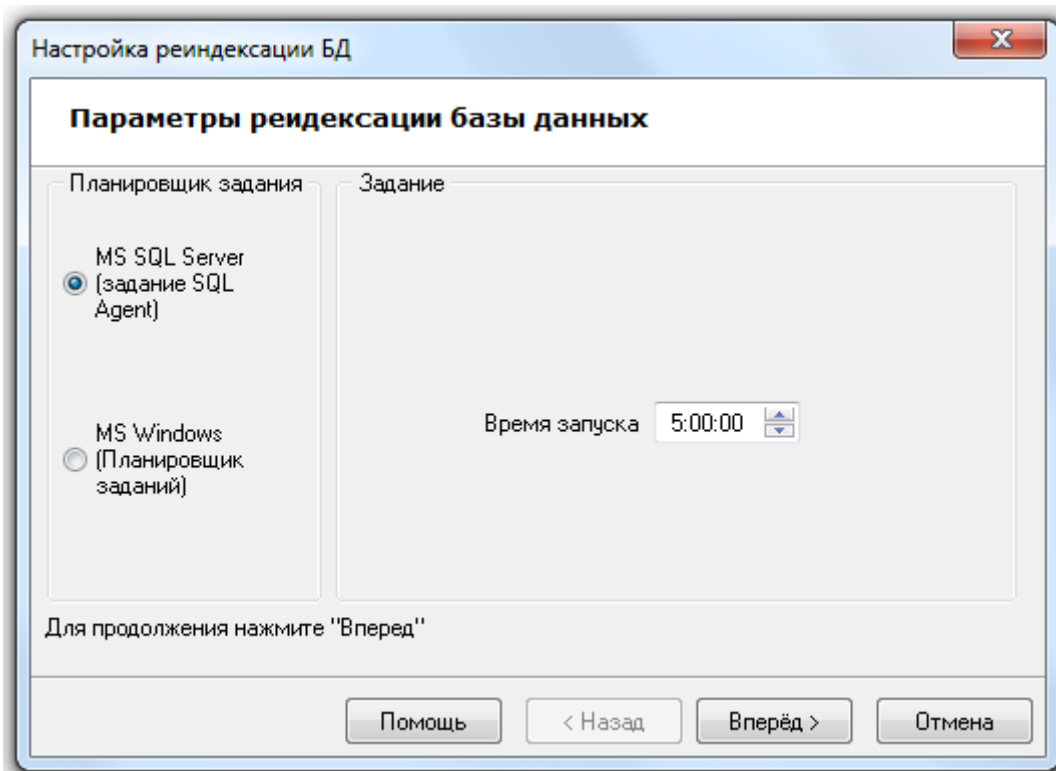 Настройка реиндексации БД
Параметры реидексации базы данных
Планировщик задания
MS SQL Server
(задание SQL
Agent)
MS Windows
(Планировщик
заданий)
Задание
Время запуска 5:00:00
Для продолжения нажмите "Вперед"
Помощь < Назад Вперёд > Отмена